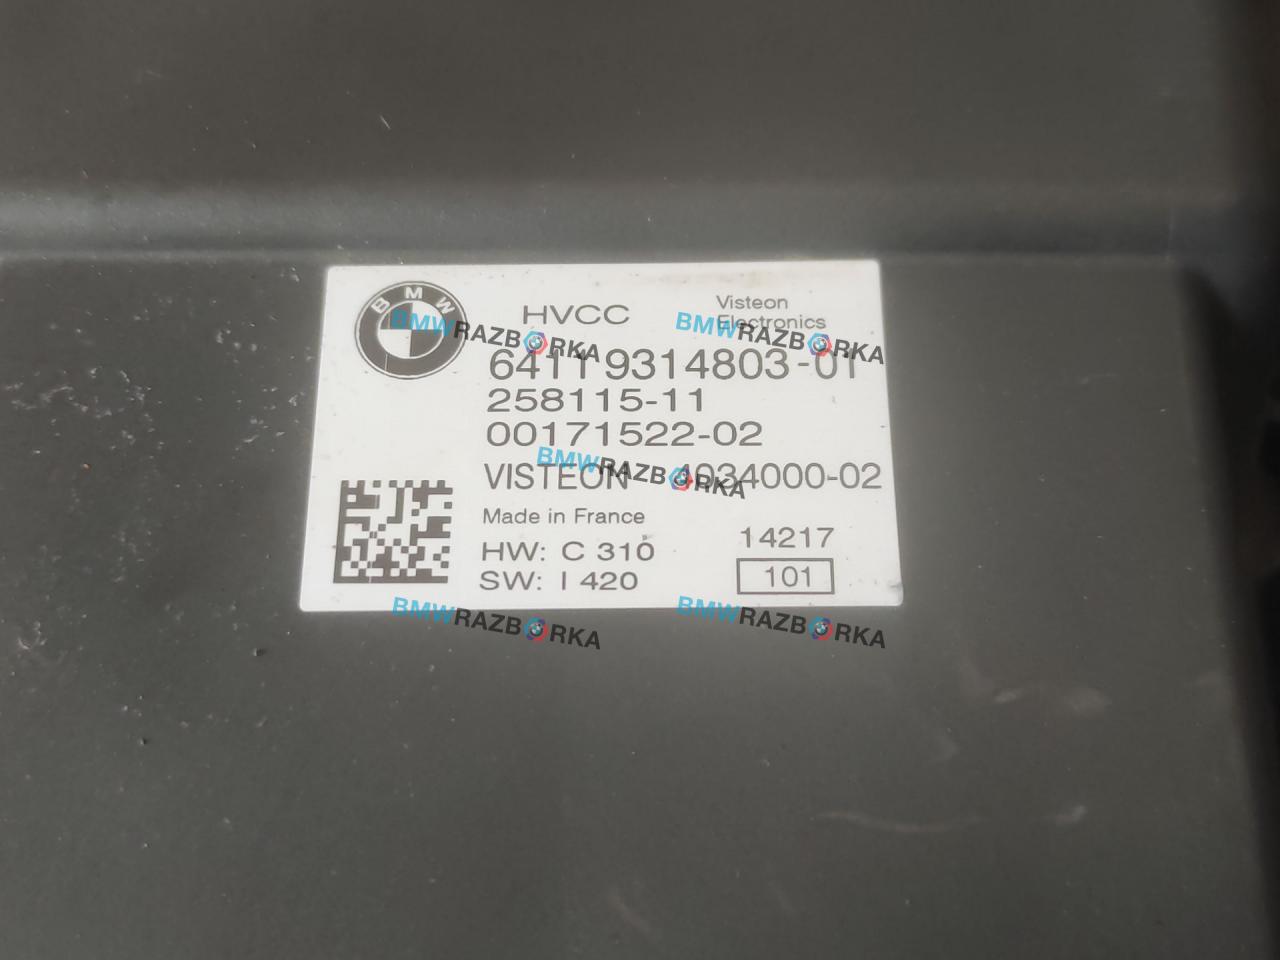 BMW
HVCC
Visteon
Electronics
64119314803-01
258115-11
00171522-02
VISTEON 4034000-02
Made in France
HW: C 310
SW: I 420
14217
101
BMWRAZBORKA
BMWRAZBORKA
BMWRAZBORKA
BMWRAZBORKA
BMWRAZBORKA